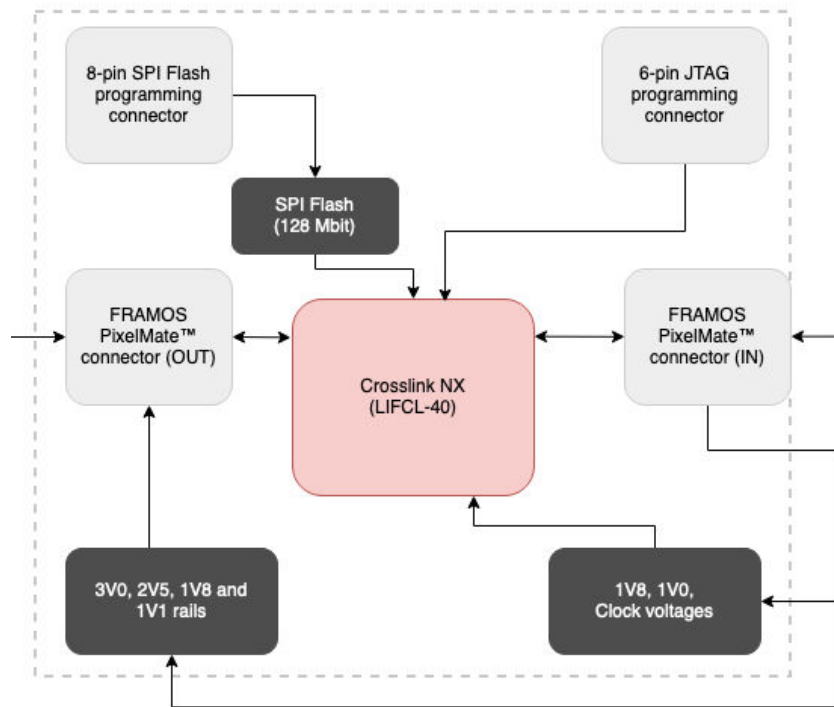 8-pin SPI Flash
programming
connector
6-pin JTAG
programming
connector
SPI Flash
(128 Mbit)
FRAMOS
PixelMate™
connector (OUT)
Crosslink NX
(LIFCL-40)
FRAMOS
PixelMate™
connector (IN)
3V0, 2V5, 1V8 and
1V1 rails
1V8, 1V0,
Clock voltages